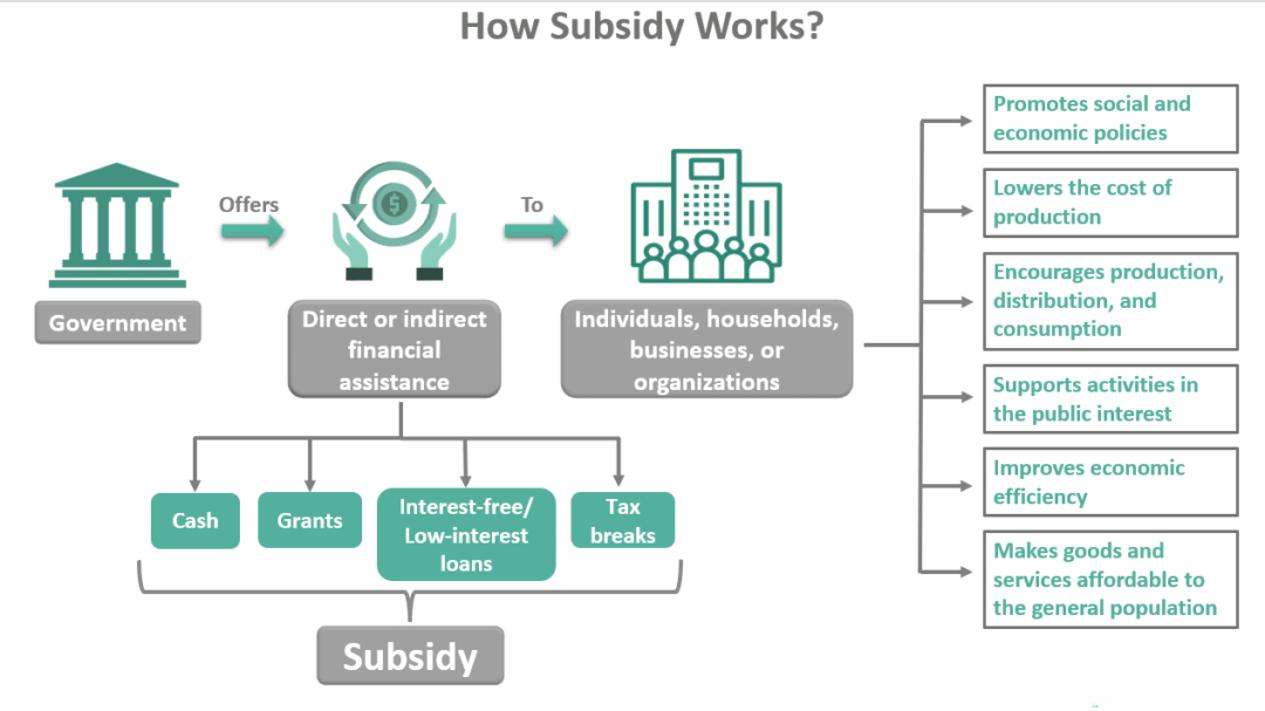 How Subsidy Works?
Offers
To
$
Government
Direct or indirect
financial
assistance
Individuals, households,
businesses, or
organizations
Cash
Grants
Interest-free/
Low-interest
loans
Tax
breaks
Subsidy
Promotes social and
economic policies
Lowers the cost of
production
Encourages production,
distribution, and
consumption
Supports activities in
the public interest
Improves economic
efficiency
Makes goods and
services affordable to
the general population